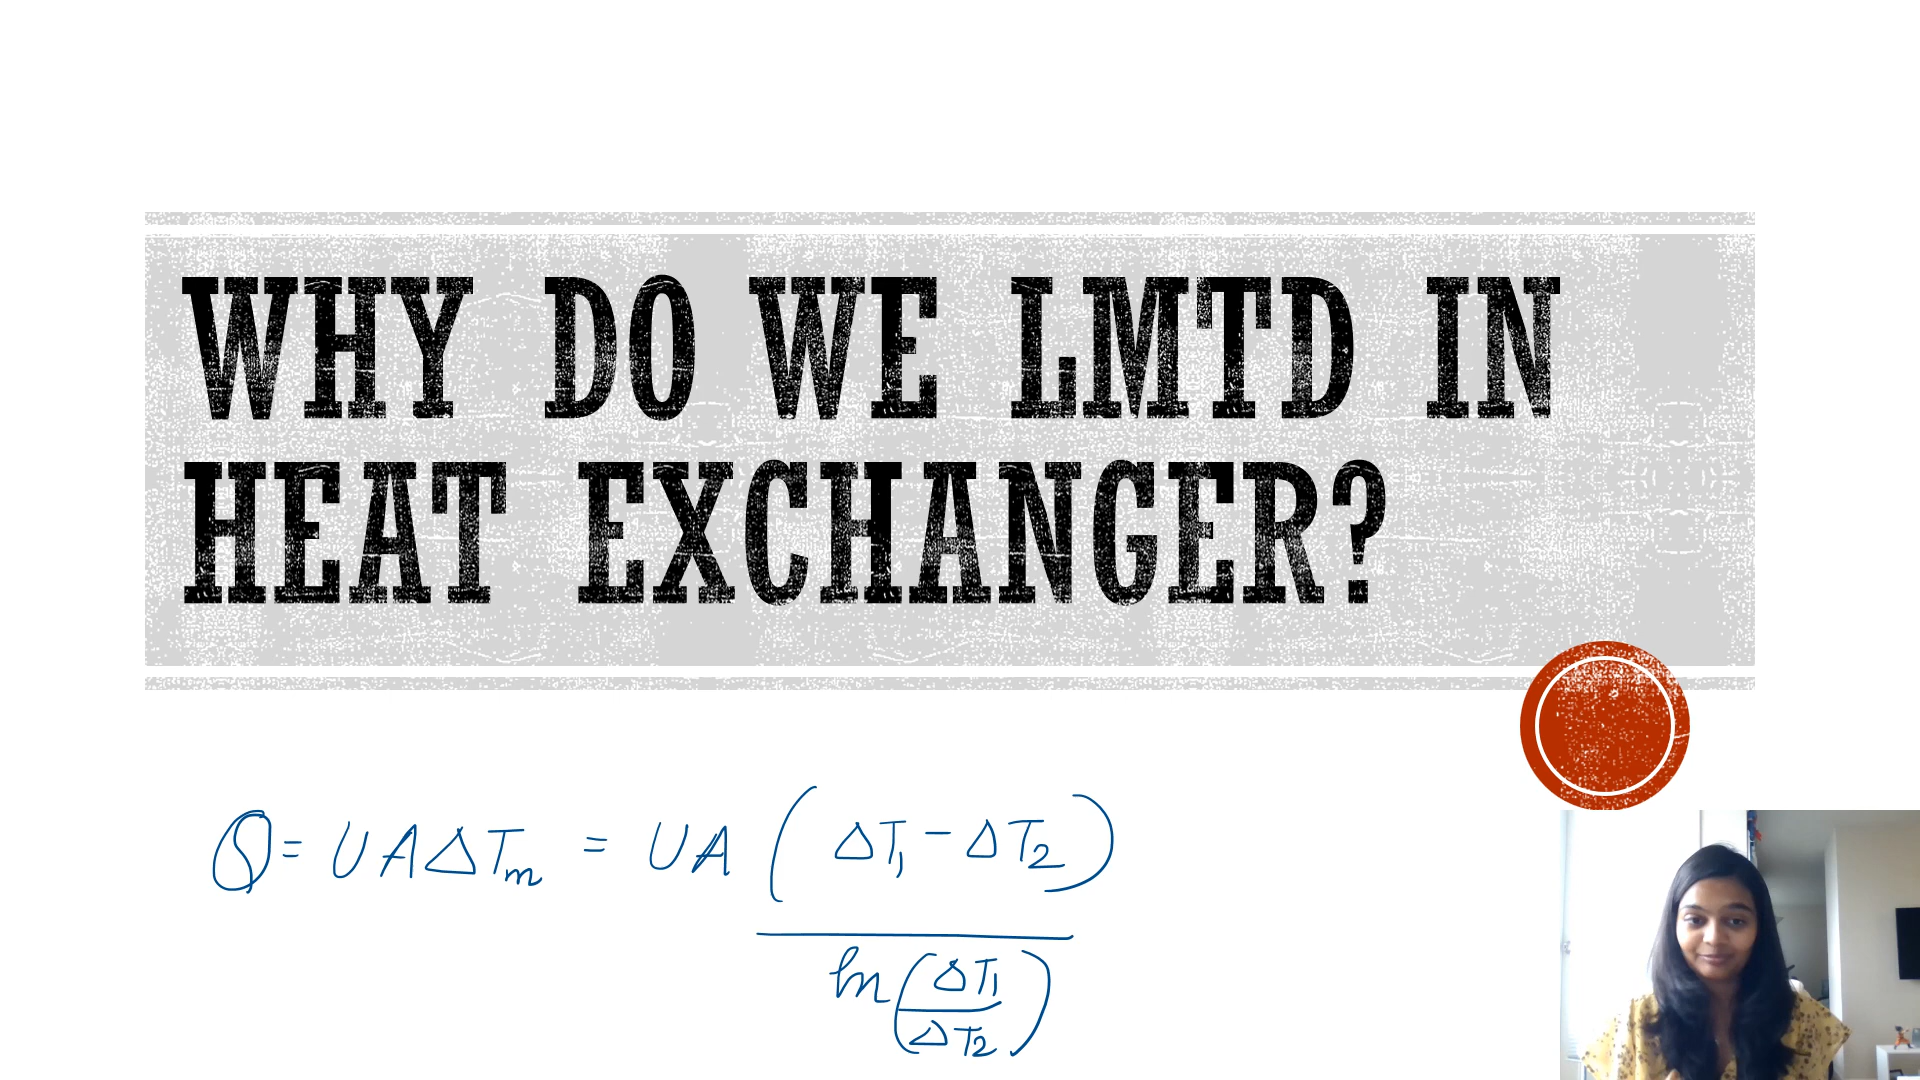 WHY DO WE LMTD IN
HEAT EXCHANGER?
Q = UAΔTm = UA (ΔT1 - ΔT2)
ln(ΔT1
ΔT2)